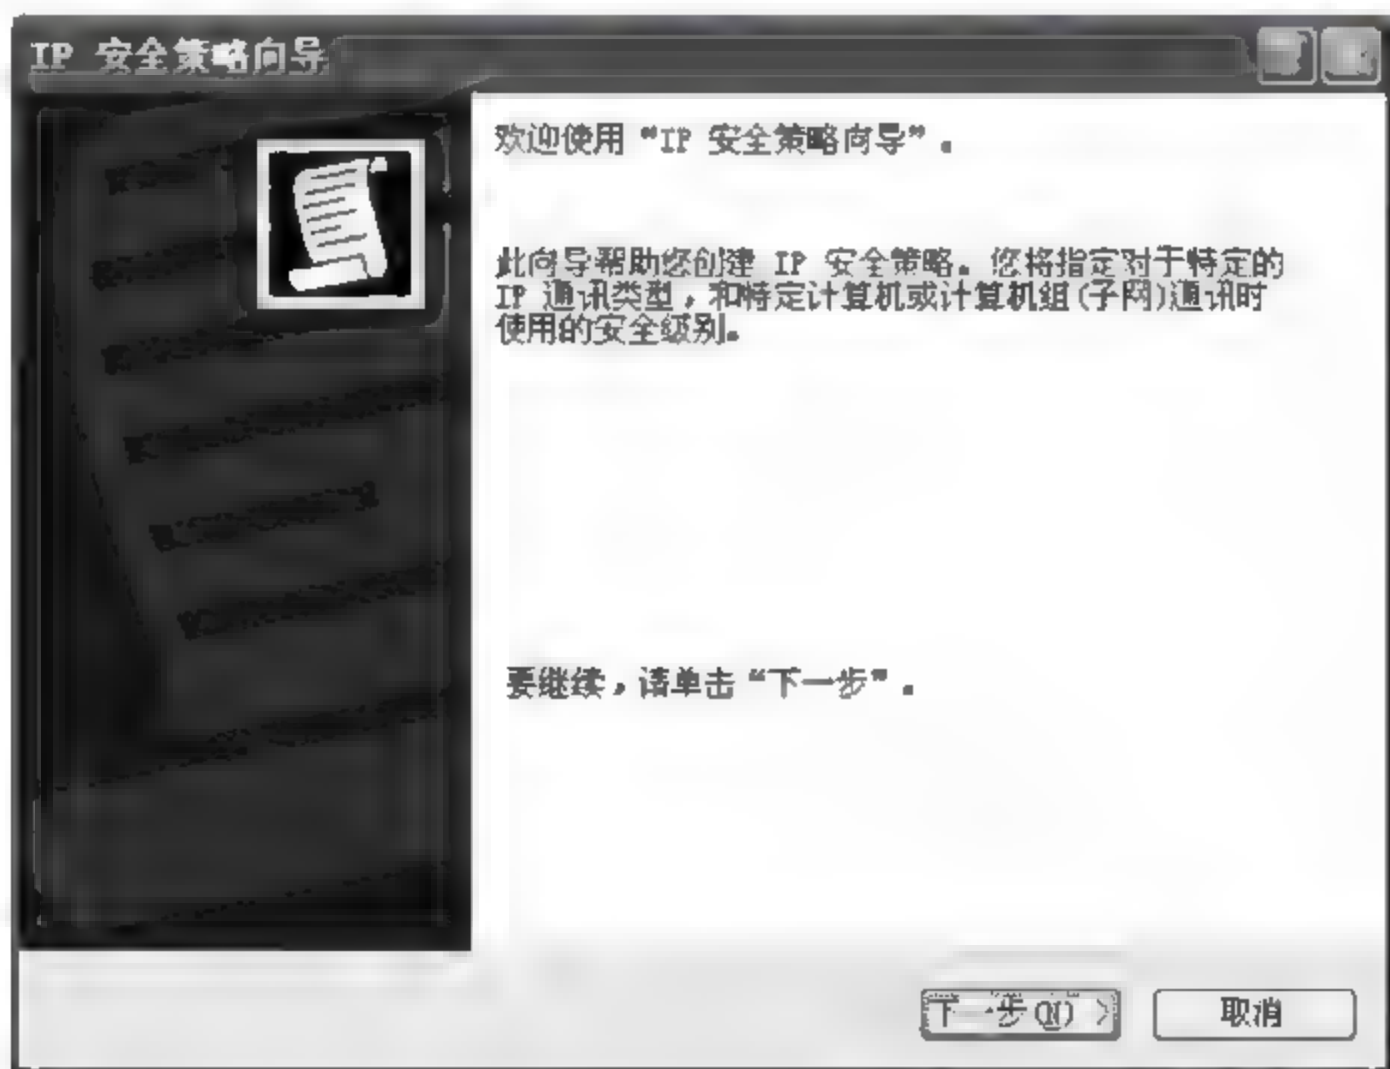 IP 安全策略向导
欢迎使用“IP 安全策略向导”。
此向导帮助您创建 IP 安全策略。您将指定对于特定的
IP 通讯类型，和特定计算机或计算机组(子网)通讯时
使用的安全级别。
要继续，请单击“下一步”。
下一步(N) >
取消